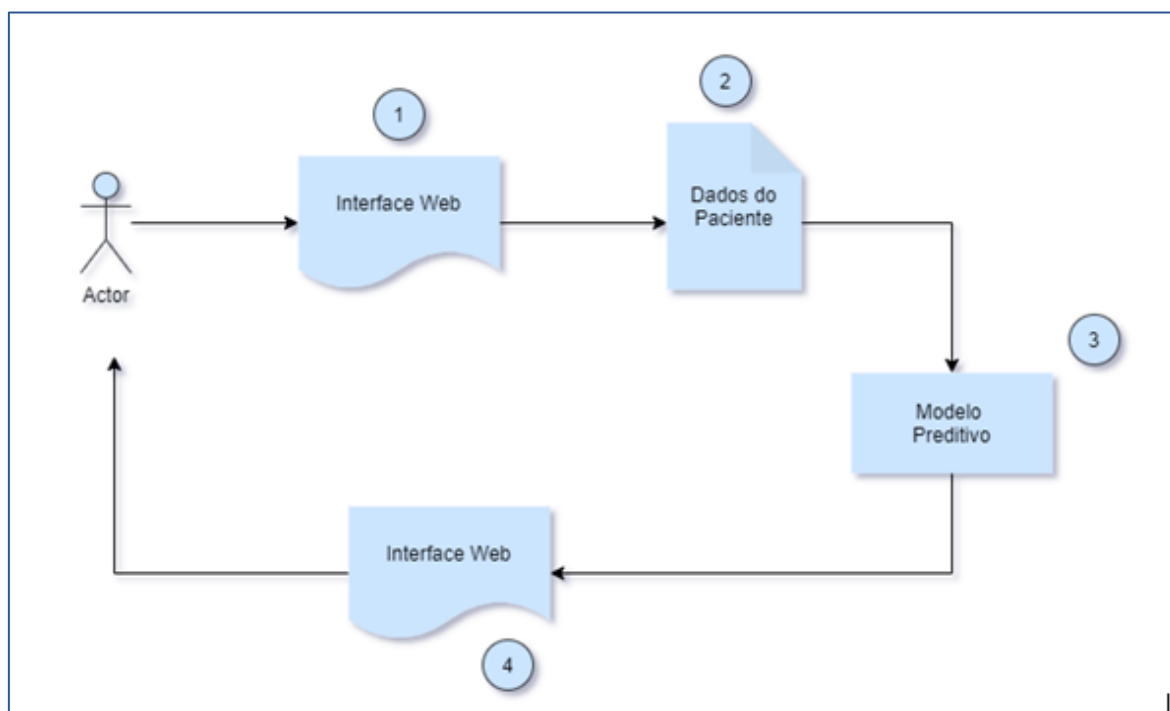 1
2
Interface Web
Dados do
Paciente
Actor
3
Modelo
Preditivo
Interface Web
4